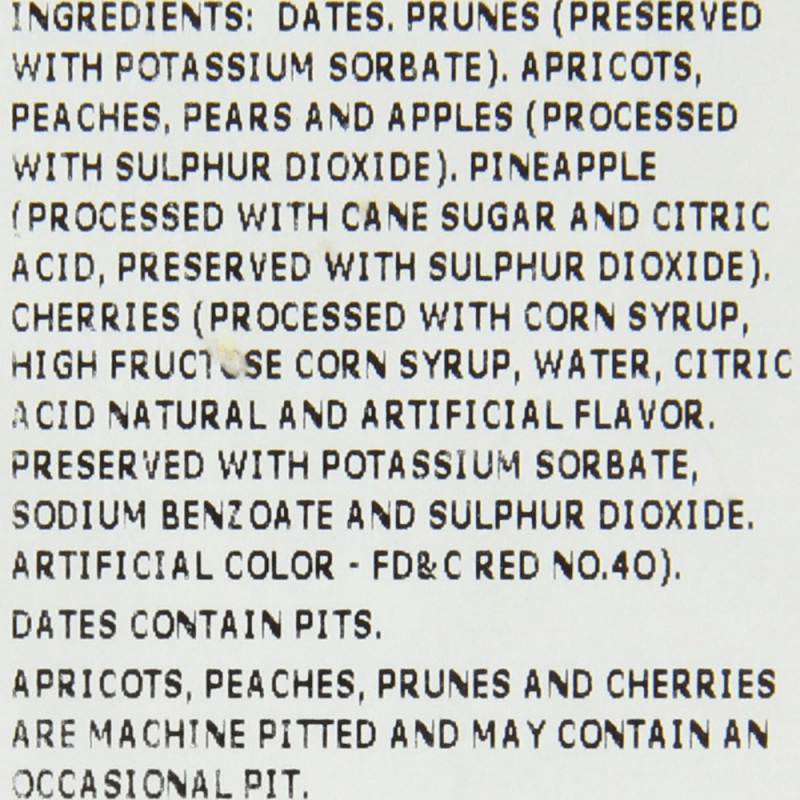 INGREDIENTS: DATES. PRUNES (PRESERVED
WITH POTASSIUM SORBATE). APRICOTS,
PEACHES, PEARS AND APPLES (PROCESSED
WITH SULPHUR DIOXIDE). PINEAPPLE
(PROCESSED WITH CANE SUGAR AND CITRIC
ACID, PRESERVED WITH SULPHUR DIOXIDE).
CHERRIES (PROCESSED WITH CORN SYRUP,
HIGH FRUCTOSE CORN SYRUP, WATER, CITRIC
ACID NATURAL AND ARTIFICIAL FLAVOR.
PRESERVED WITH POTASSIUM SORBATE,
SODIUM BENZOATE AND SULPHUR DIOXIDE.
ARTIFICIAL COLOR - FD&C RED NO.40).
DATES CONTAIN PITS.
APRICOTS, PEACHES, PRUNES AND CHERRIES
ARE MACHINE PITTED AND MAY CONTAIN AN
OCCASIONAL PIT.